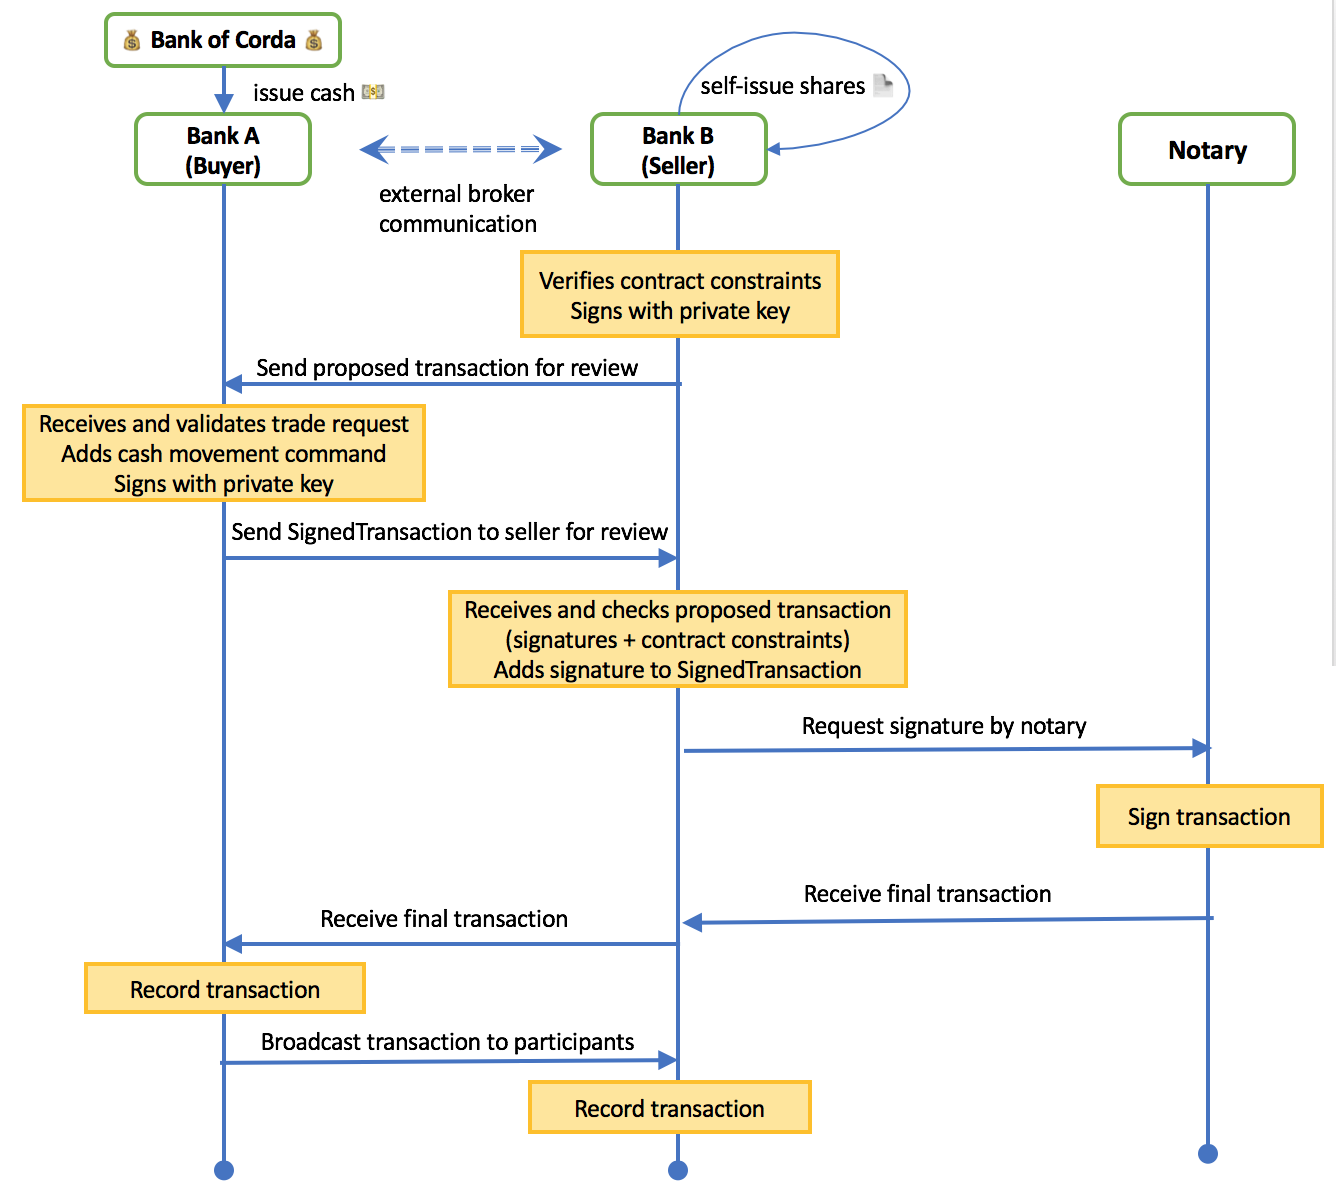 Bank of Corda
issue cash
self-issue shares
Bank A
(Buyer)
external broker
communication
Bank B
(Seller)
Notary
Verifies contract constraints
Signs with private key
Send proposed transaction for review
Receives and validates trade request
Adds cash movement command
Signs with private key
Send SignedTransaction to seller for review
Receives and checks proposed transaction
(signatures + contract constraints)
Adds signature to SignedTransaction
Request signature by notary
Sign transaction
Receive final transaction
Receive final transaction
Record transaction
Broadcast transaction to participants
Record transaction